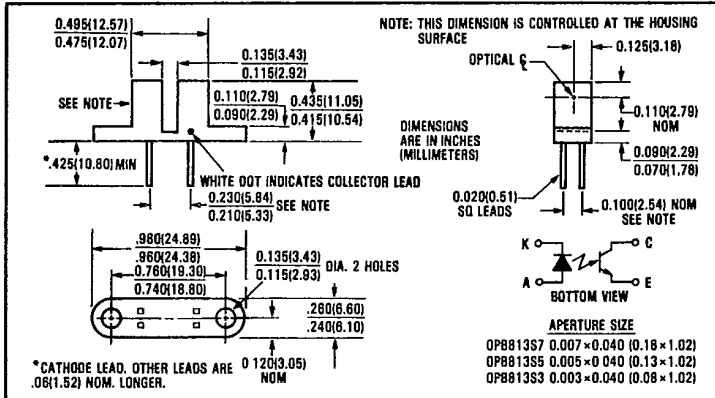 0.495(12.57)
0.475(12.07)
0.135(3.43)
0.115(2.92)
0.110(2.79)
0.090(2.29)
0.435(11.05)
0.415(10.54)
SEE NOTE
*.425(10.80) MIN
WHITE DOT INDICATES COLLECTOR LEAD
0.230(5.84)
0.210(5.33)
SEE NOTE
NOTE: THIS DIMENSION IS CONTROLLED AT THE HOUSING
SURFACE
0.125(3.18)
OPTICAL ℄
0.110(2.79)
NOM
DIMENSIONS
ARE IN INCHES
(MILLIMETERS)
0.090(2.29)
0.070(1.78)
0.020(0.51)
SQ LEADS
0.100(2.54) NOM
SEE NOTE
.980(24.89)
.960(24.38)
0.760(19.30)
0.740(18.80)
0.135(3.43)
0.115(2.93)
DIA. 2 HOLES
.260(6.60)
.240(6.10)
0 120(3.05)
NOM
*CATHODE LEAD. OTHER LEADS ARE
.06(1.52) NOM. LONGER.
K
C
A
E
BOTTOM VIEW
APERTURE SIZE
OPB813S7 0.007×0.040 (0.18×1.02)
OPB813S5 0.005×0 040 (0.13×1.02)
OPB813S3 0.003×0.040 (0.08×1.02)